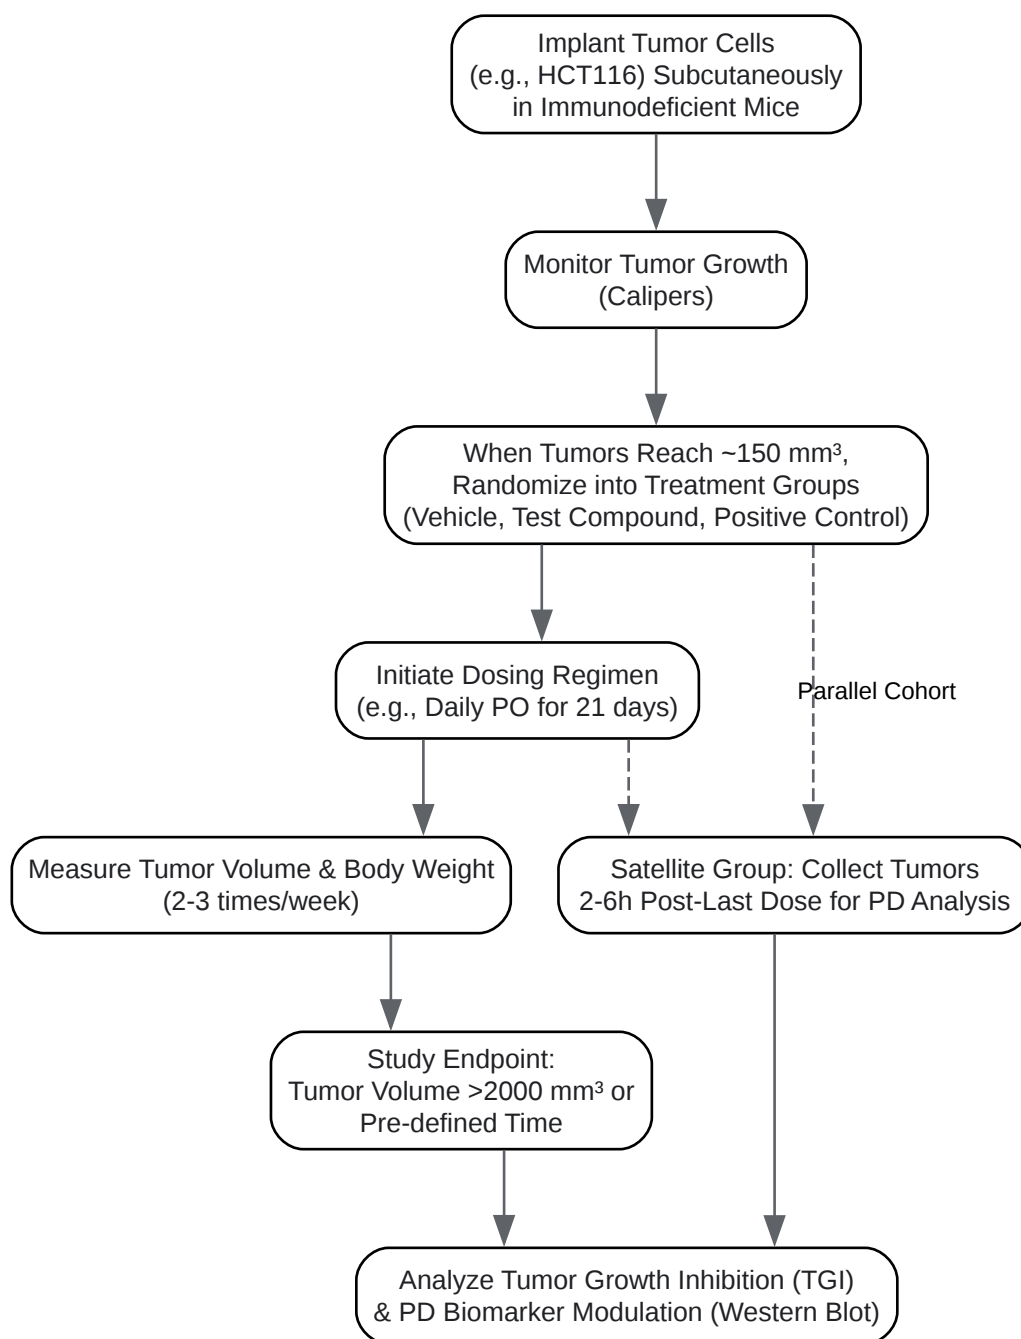 Implant Tumor Cells
(e.g., HCT116) Subcutaneously
in Immunodeficient Mice
Monitor Tumor Growth
(Calipers)
When Tumors Reach ~150 mm³,
Randomize into Treatment Groups
(Vehicle, Test Compound, Positive Control)
Initiate Dosing Regimen
(e.g., Daily PO for 21 days)
Parallel Cohort
Measure Tumor Volume & Body Weight
(2-3 times/week)
Satellite Group: Collect Tumors
2-6h Post-Last Dose for PD Analysis
Study Endpoint:
Tumor Volume >2000 mm³ or
Pre-defined Time
Analyze Tumor Growth Inhibition (TGI)
& PD Biomarker Modulation (Western Blot)